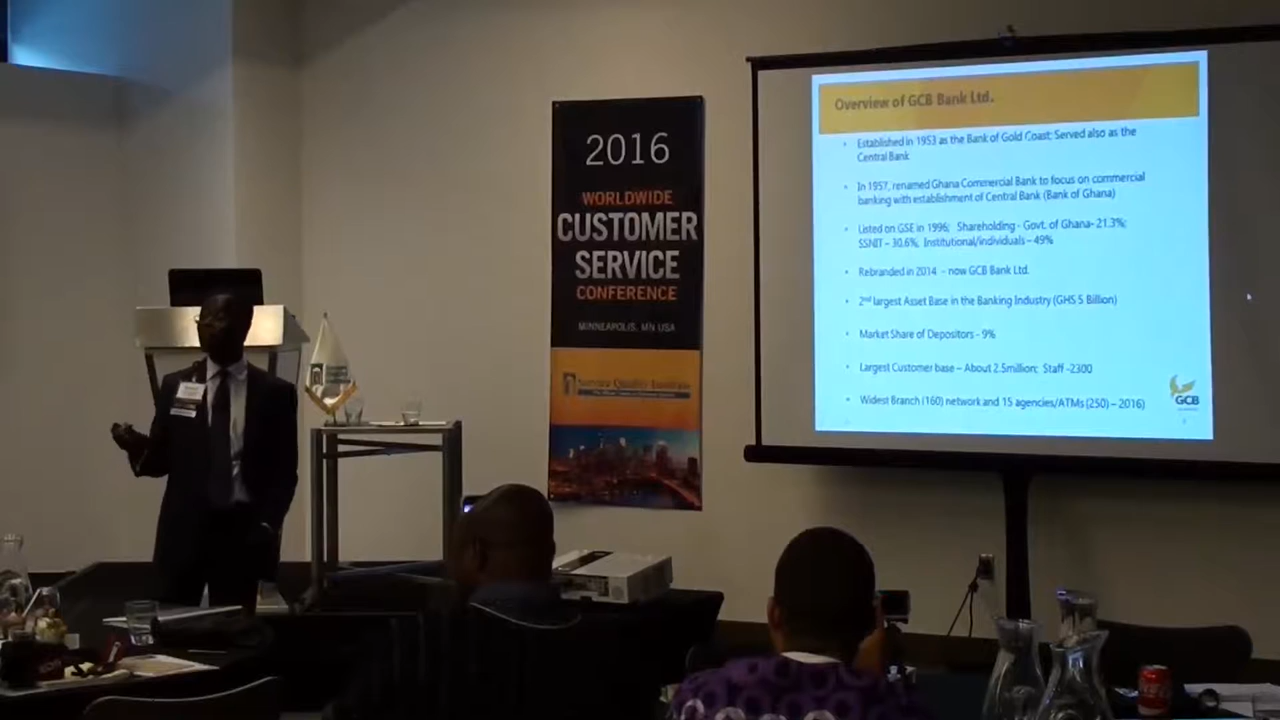 2016
WORLDWIDE
CUSTOMER
SERVICE
CONFERENCE
MINNEAPOLIS, MN USA
Service Quality Institute
Overview of GCB Bank Ltd.
• Established in 1953 as the Bank of Gold Coast; Served also as the
Central Bank
• In 1957, renamed Ghana Commercial Bank to focus on commercial
banking with establishment of Central Bank (Bank of Ghana)
• Listed on GSE in 1996; Shareholding - Govt. of Ghana- 21.3%;
SSNIT – 30.6%; Institutional/individuals – 49%
• Rebranded in 2014 - now GCB Bank Ltd.
• 2nd largest Asset Base in the Banking Industry (GHS 5 Billion)
• Market Share of Depositors - 9%
• Largest Customer base – About 2.5million; Staff -2300
• Widest Branch (160) network and 15 agencies/ATMs (250) – 2016)
GCB